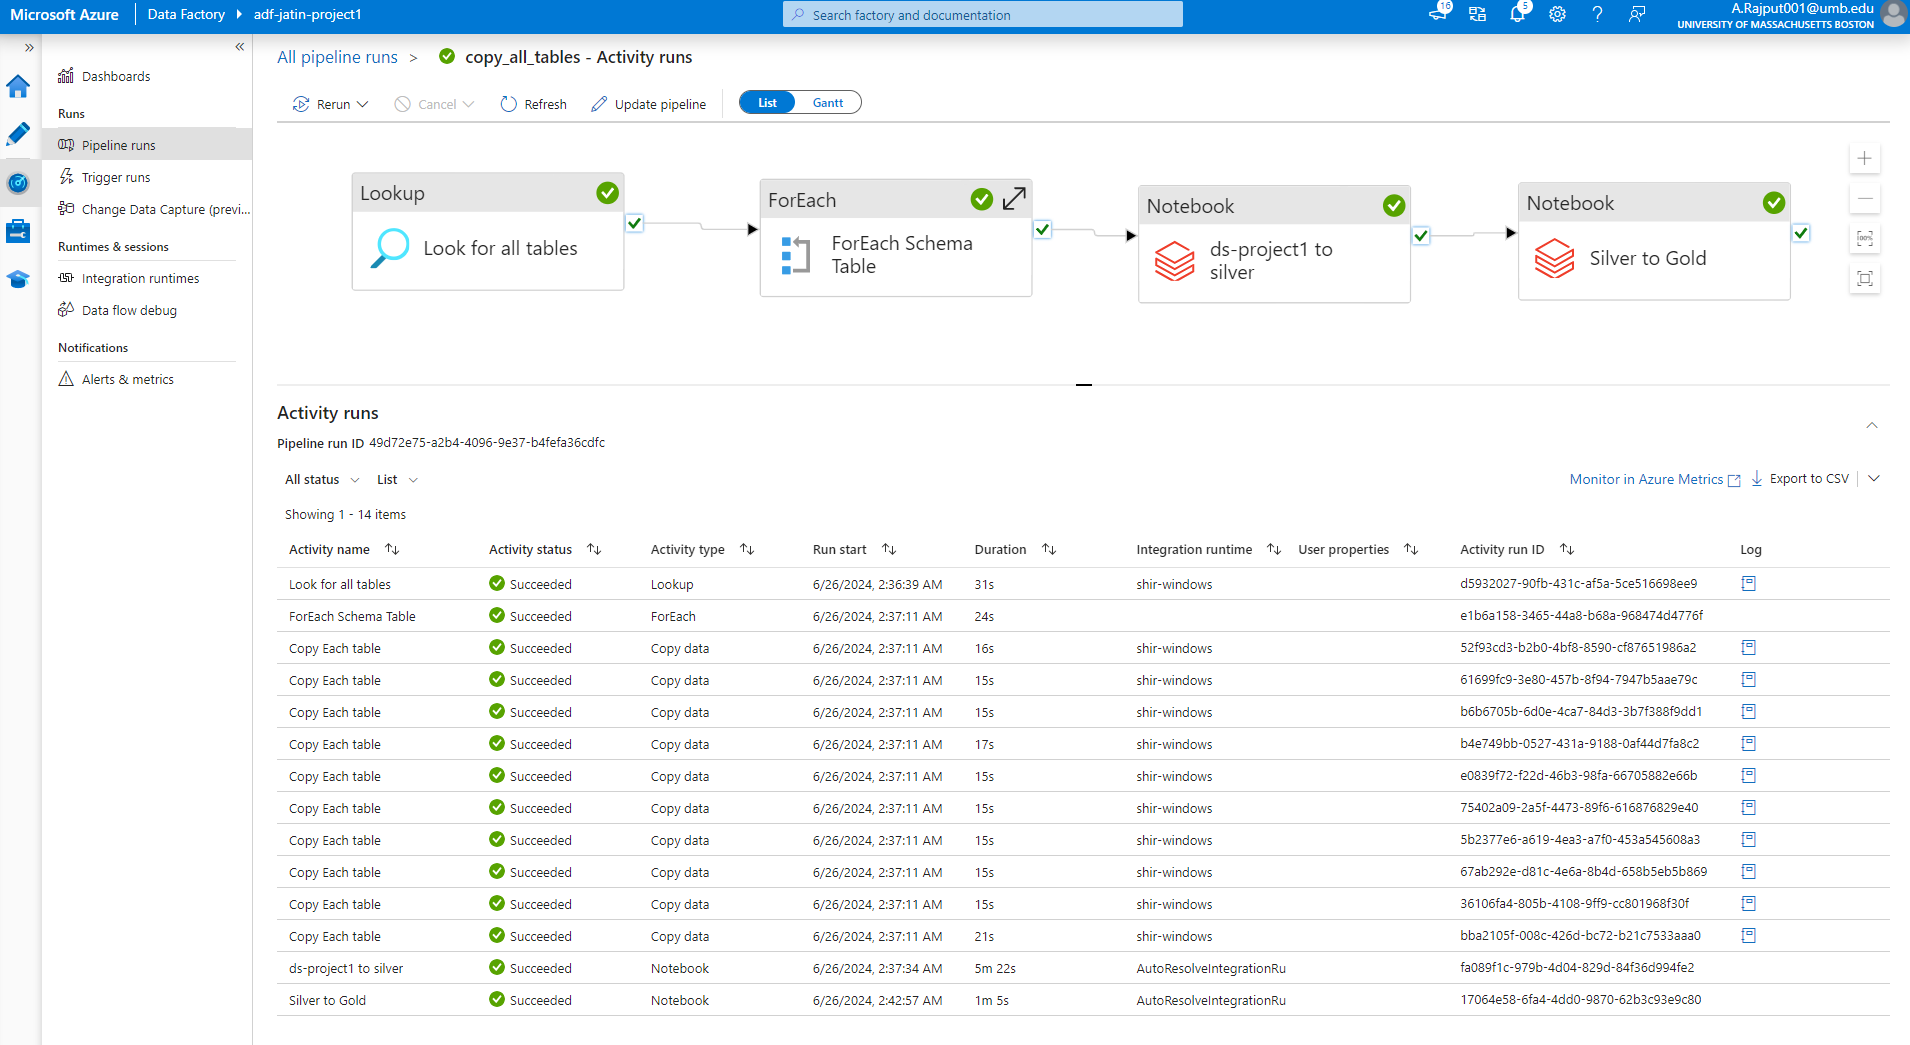 Microsoft Azure Data Factory adf-jatin-project1 Search factory and documentation 16 5 A.Rajput001@umb.edu
UNIVERSITY OF MASSACHUSETTS BOSTON
Dashboards
Runs
Pipeline runs
Trigger runs
Change Data Capture (previ...
Runtimes & sessions
Integration runtimes
Data flow debug
Notifications
Alerts & metrics
All pipeline runs > copy_all_tables - Activity runs
Rerun Cancel Refresh Update pipeline List Gantt
Lookup
Look for all tables
ForEach
ForEach Schema
Table
Notebook
ds-project1 to
silver
Notebook
Silver to Gold
100%
Activity runs
Pipeline run ID 49d72e75-a2b4-4096-9e37-b4fefa36cdfc
All status List Monitor in Azure Metrics Export to CSV
Showing 1 - 14 items
Activity name Activity status Activity type Run start Duration Integration runtime User properties Activity run ID Log
Look for all tables Succeeded Lookup 6/26/2024, 2:36:39 AM 31s shir-windows d5932027-90fb-431c-af5a-5ce516698ee9
ForEach Schema Table Succeeded ForEach 6/26/2024, 2:37:11 AM 24s e1b6a158-3465-44a8-b68a-968474d4776f
Copy Each table Succeeded Copy data 6/26/2024, 2:37:11 AM 16s shir-windows 52f93cd3-b2b0-4bf8-8590-cf87651986a2
Copy Each table Succeeded Copy data 6/26/2024, 2:37:11 AM 15s shir-windows 61699fc9-3e80-457b-8f94-7947b5aae79c
Copy Each table Succeeded Copy data 6/26/2024, 2:37:11 AM 15s shir-windows b6b6705b-6d0e-4ca7-84d3-3b7f388f9dd1
Copy Each table Succeeded Copy data 6/26/2024, 2:37:11 AM 17s shir-windows b4e749bb-0527-431a-9188-0af44d7fa8c2
Copy Each table Succeeded Copy data 6/26/2024, 2:37:11 AM 15s shir-windows e0839f72-f22d-46b3-98fa-66705882e66b
Copy Each table Succeeded Copy data 6/26/2024, 2:37:11 AM 15s shir-windows 75402a09-2a5f-4473-89f6-616876829e40
Copy Each table Succeeded Copy data 6/26/2024, 2:37:11 AM 15s shir-windows 5b2377e6-a619-4ea3-a7f0-453a545608a3
Copy Each table Succeeded Copy data 6/26/2024, 2:37:11 AM 15s shir-windows 67ab292e-d81c-4e6a-8b4d-658b5eb5b869
Copy Each table Succeeded Copy data 6/26/2024, 2:37:11 AM 15s shir-windows 36106fa4-805b-4108-9ff9-cc801968f30f
Copy Each table Succeeded Copy data 6/26/2024, 2:37:11 AM 21s shir-windows bba2105f-008c-426d-bc72-b21c7533aaa0
ds-project1 to silver Succeeded Notebook 6/26/2024, 2:37:34 AM 5m 22s AutoResolveIntegrationRu fa089f1c-979b-4d04-829d-84f36d994fe2
Silver to Gold Succeeded Notebook 6/26/2024, 2:42:57 AM 1m 5s AutoResolveIntegrationRu 17064e58-6fa4-4dd0-9870-62b3c93e9c80